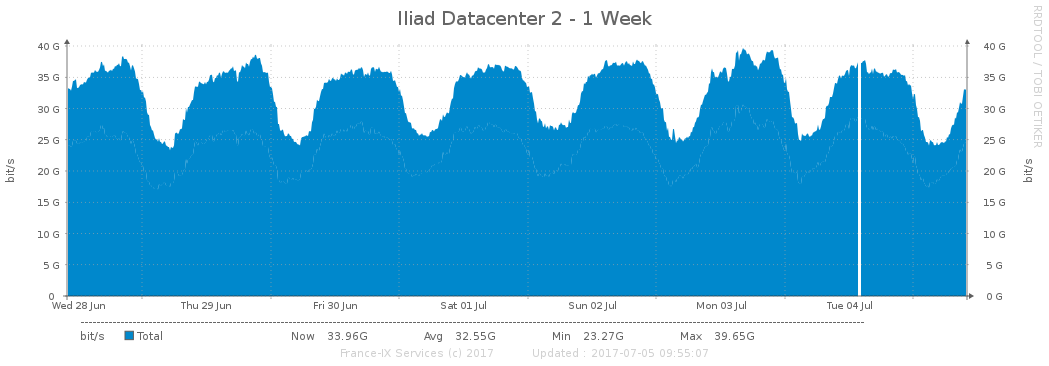 Iliad Datacenter 2 - 1 Week
RRDTOOL / TOBI OETIKER
40 G 40 G
35 G 35 G
30 G 30 G
25 G 25 G
20 G 20 G
15 G 15 G
10 G 10 G
5 G 5 G
0 0 G
bit/s bit/s
Wed 28 Jun Thu 29 Jun Fri 30 Jun Sat 01 Jul Sun 02 Jul Mon 03 Jul Tue 04 Jul
bit/s Total Now 33.96G Avg 32.55G Min 23.27G Max 39.65G
France-IX Services (c) 2017 Updated : 2017-07-05 09:55:07